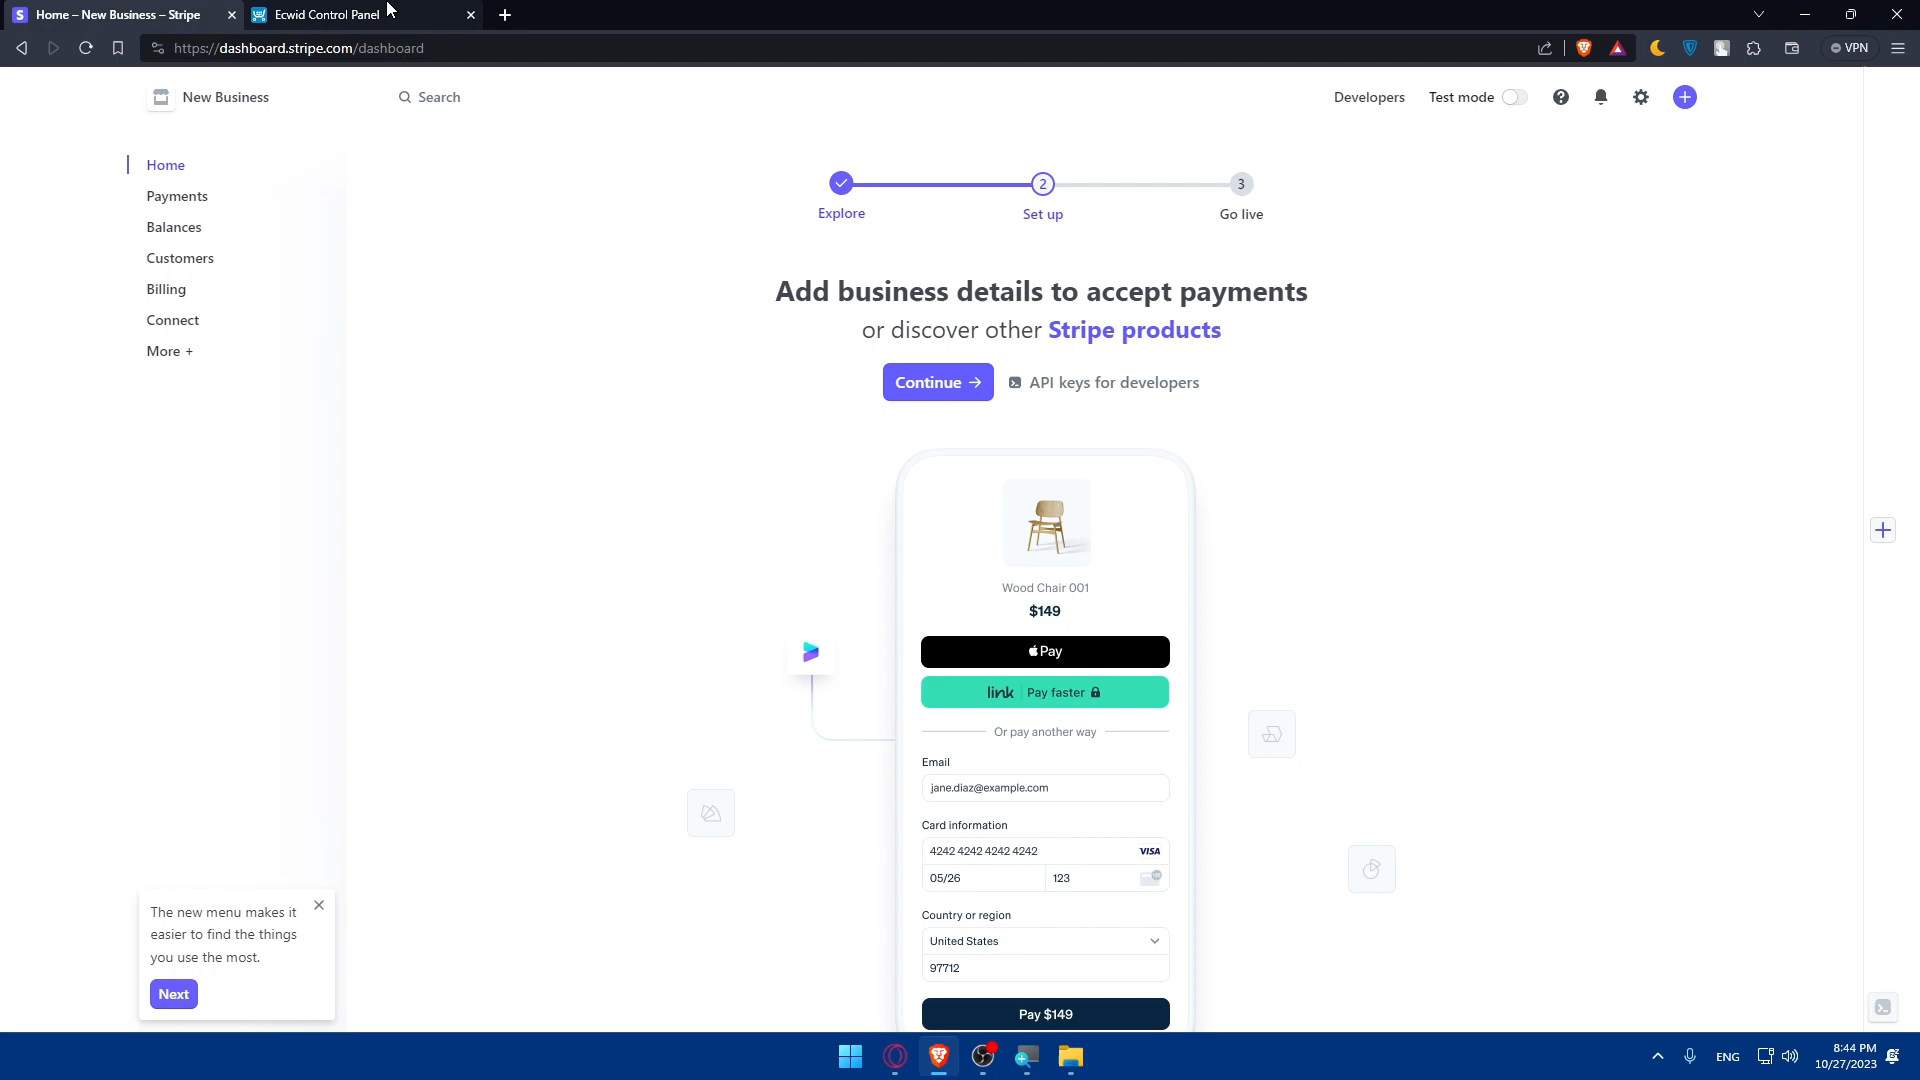 Home – New Business – Stripe
Ecwid Control Panel
https://dashboard.stripe.com/dashboard
VPN
New Business
Search
Developers
Test mode
Home
Payments
Balances
Customers
Billing
Connect
More +
2
3
Explore
Set up
Go live
Add business details to accept payments
or discover other Stripe products
Continue →
API keys for developers
Wood Chair 001
$149
Pay
link Pay faster
Or pay another way
Email
jane.diaz@example.com
Card information
4242 4242 4242 4242
VISA
05/26
123
Country or region
United States
97712
Pay $149
The new menu makes it
easier to find the things
you use the most.
Next
ENG
8:44 PM
10/27/2023